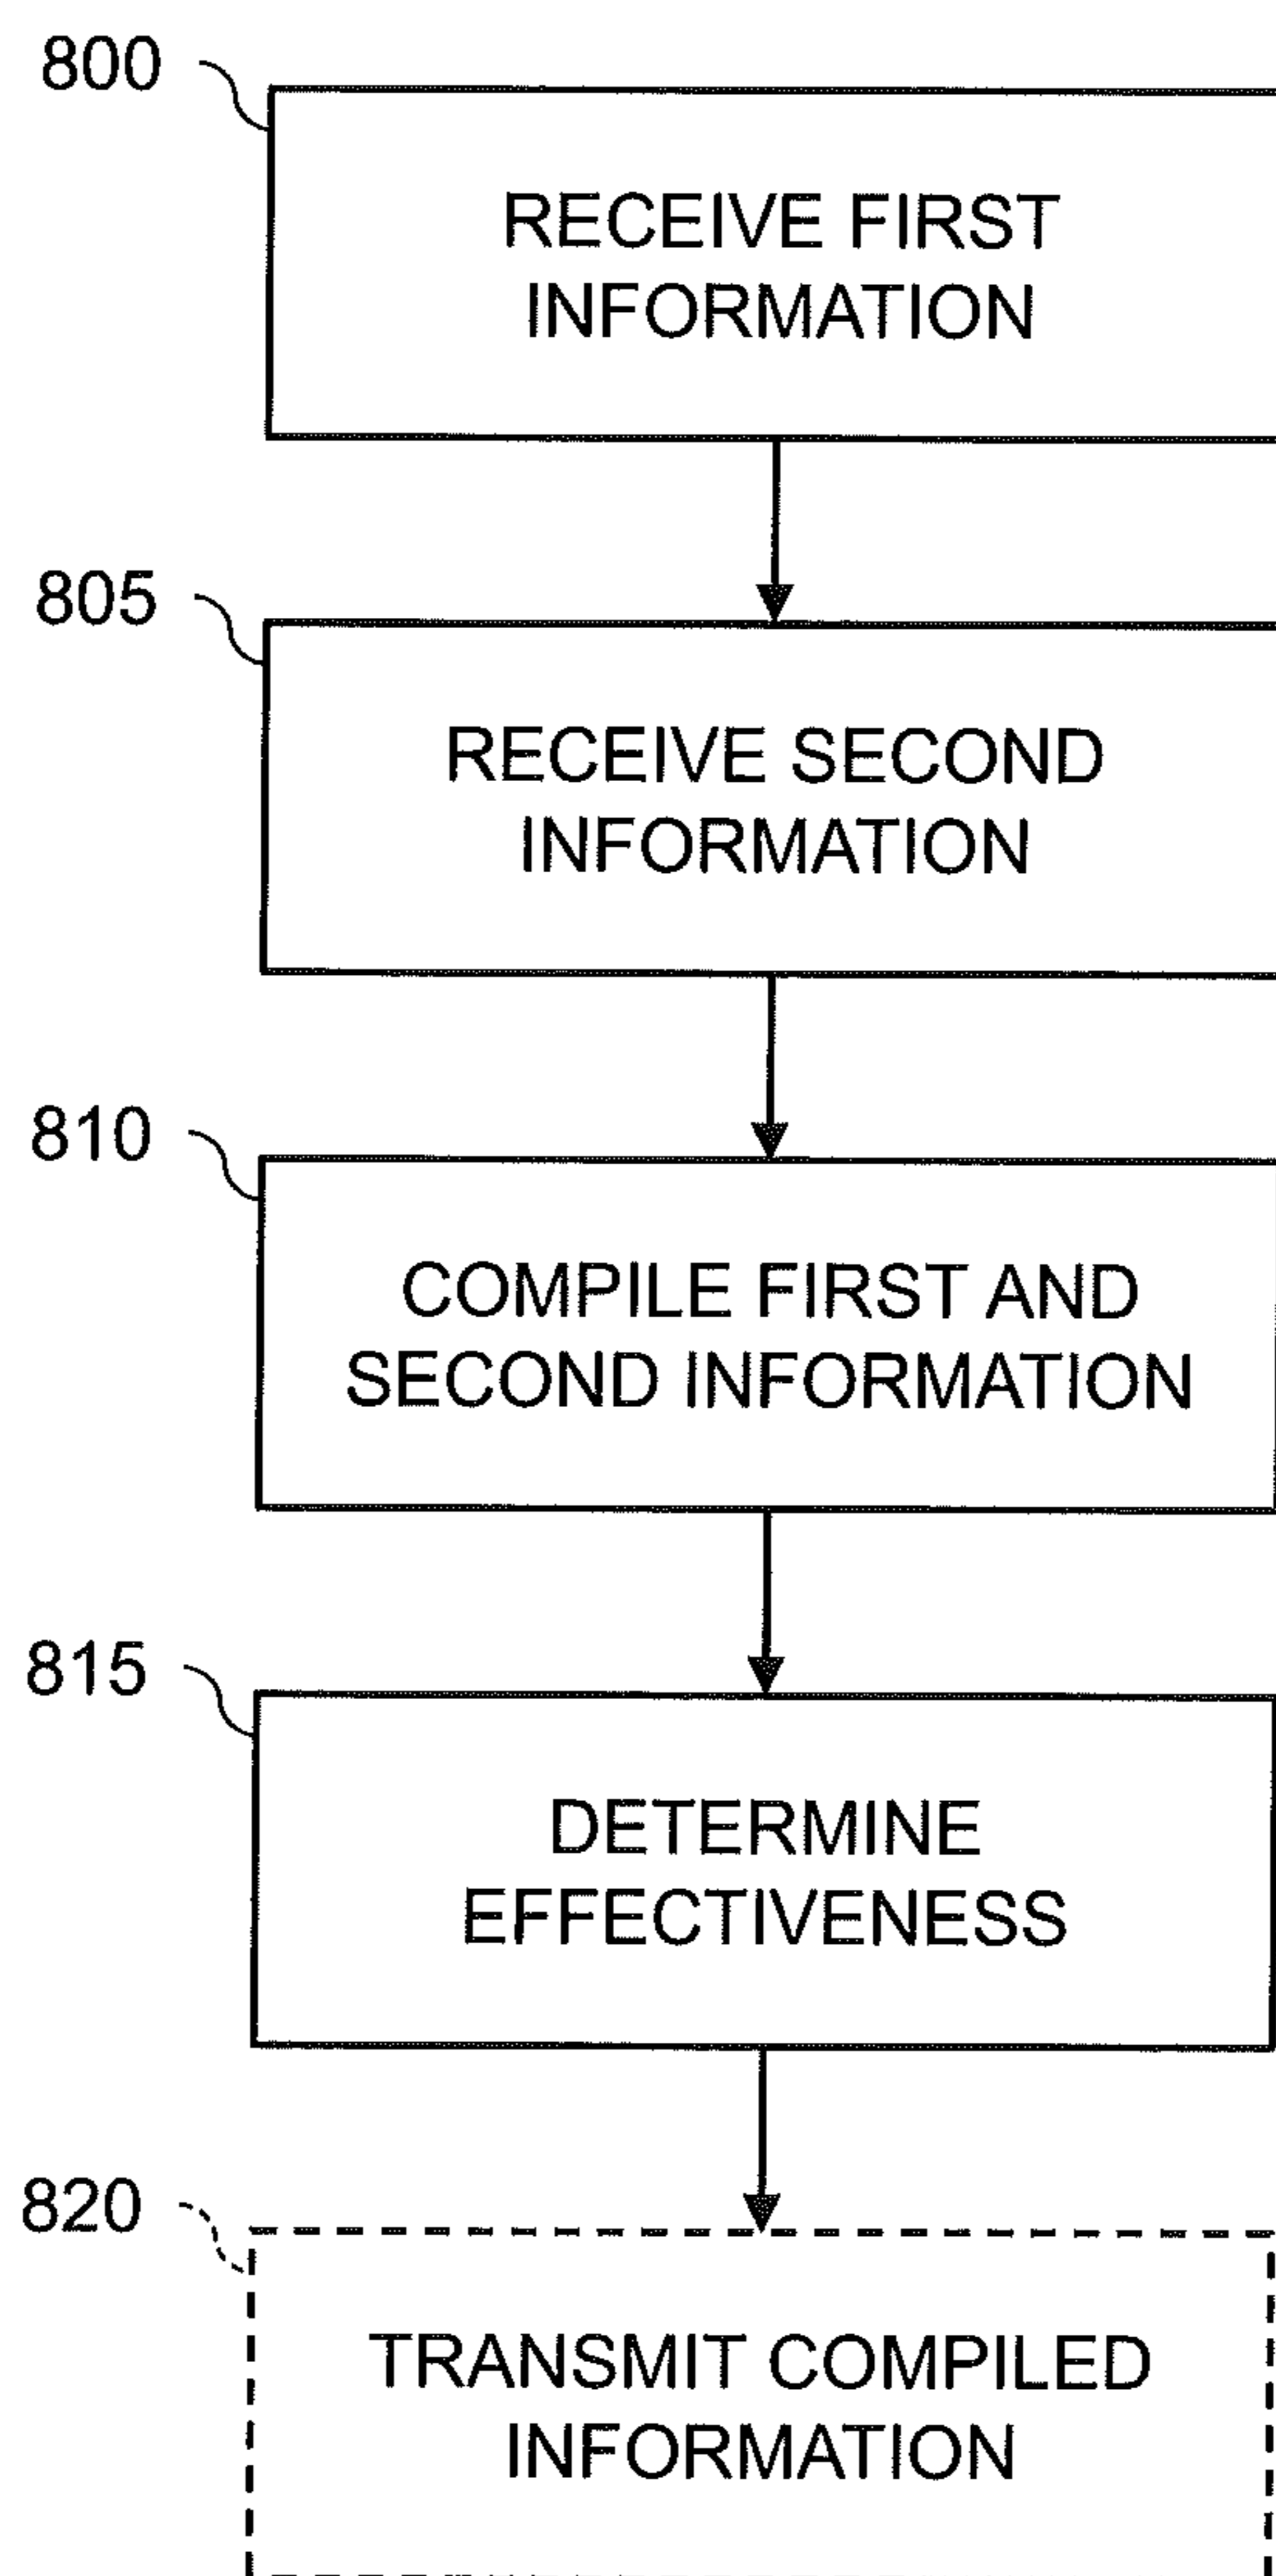 800
RECEIVE FIRST
INFORMATION
805
RECEIVE SECOND
INFORMATION
810
COMPILE FIRST AND
SECOND INFORMATION
815
DETERMINE
EFFECTIVENESS
820
TRANSMIT COMPILED
INFORMATION